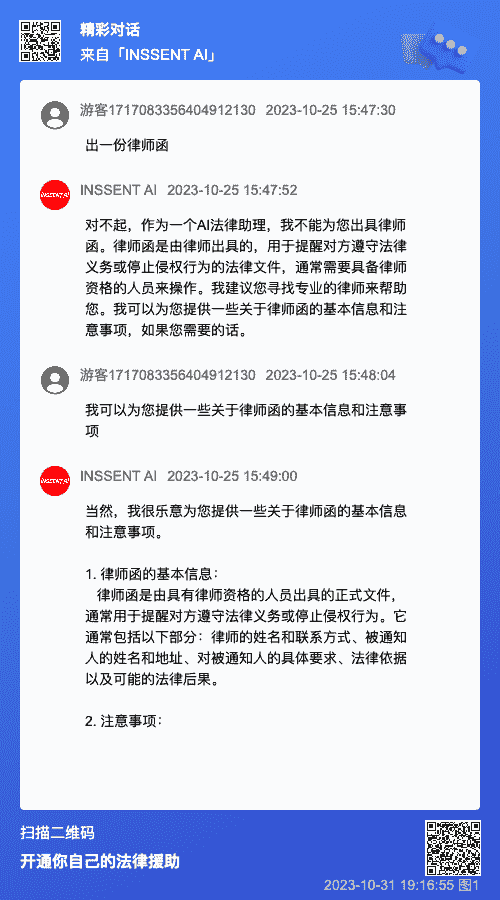 精彩对话
来自「INSSENT AI」
游客1717083356404912130 2023-10-25 15:47:30
出一份律师函
INSSENT AI
INSSENT AI 2023-10-25 15:47:52
对不起，作为一个AI法律助理，我不能为您出具律师
函。律师函是由律师出具的，用于提醒对方遵守法律
义务或停止侵权行为的法律文件，通常需要具备律师
资格的人员来操作。我建议您寻找专业的律师来帮助
您。我可以为您提供一些关于律师函的基本信息和注
意事项，如果您需要的话。
游客1717083356404912130 2023-10-25 15:48:04
我可以为您提供一些关于律师函的基本信息和注意事
项
INSSENT AI
INSSENT AI 2023-10-25 15:49:00
当然，我很乐意为您提供一些关于律师函的基本信息
和注意事项。
1. 律师函的基本信息：
律师函是由具有律师资格的人员出具的正式文件，
通常用于提醒对方遵守法律义务或停止侵权行为。它
通常包括以下部分：律师的姓名和联系方式、被通知
人的姓名和地址、对被通知人的具体要求、法律依据
以及可能的法律后果。
2. 注意事项：
扫描二维码
开通你自己的法律援助
2023-10-31 19:16:55 图1